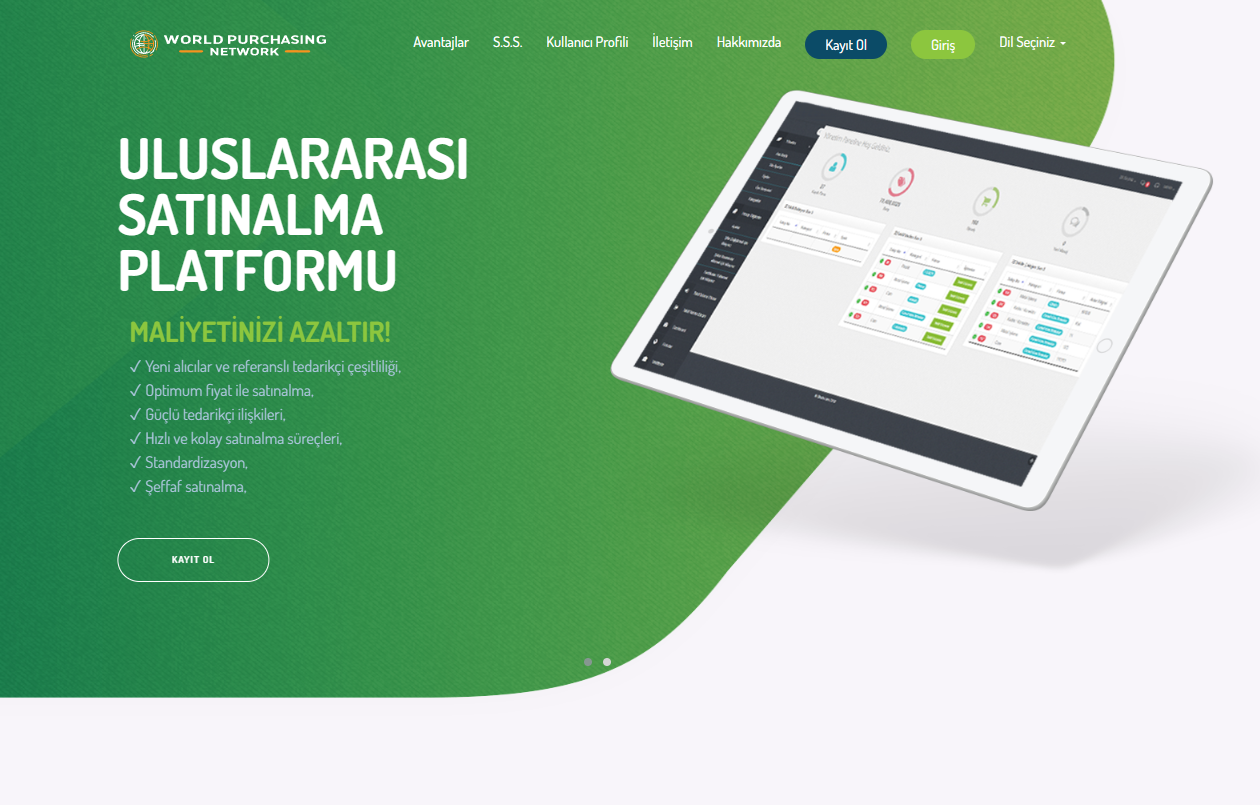 WORLD PURCHASING
NETWORK
Avantajlar S.S.S. Kullanıcı Profili İletişim Hakkımızda Kayıt Ol Giriş Dil Seçiniz
ULUSLARARASI
SATINALMA
PLATFORMU
MALİYETİNİZİ AZALTIR!
✓ Yeni alıcılar ve referanslı tedarikçi çeşitliliği,
✓ Optimum fiyat ile satınalma,
✓ Güçlü tedarikçi ilişkileri,
✓ Hızlı ve kolay satınalma süreçleri,
✓ Standardizasyon,
✓ Şeffaf satınalma,
KAYIT OL